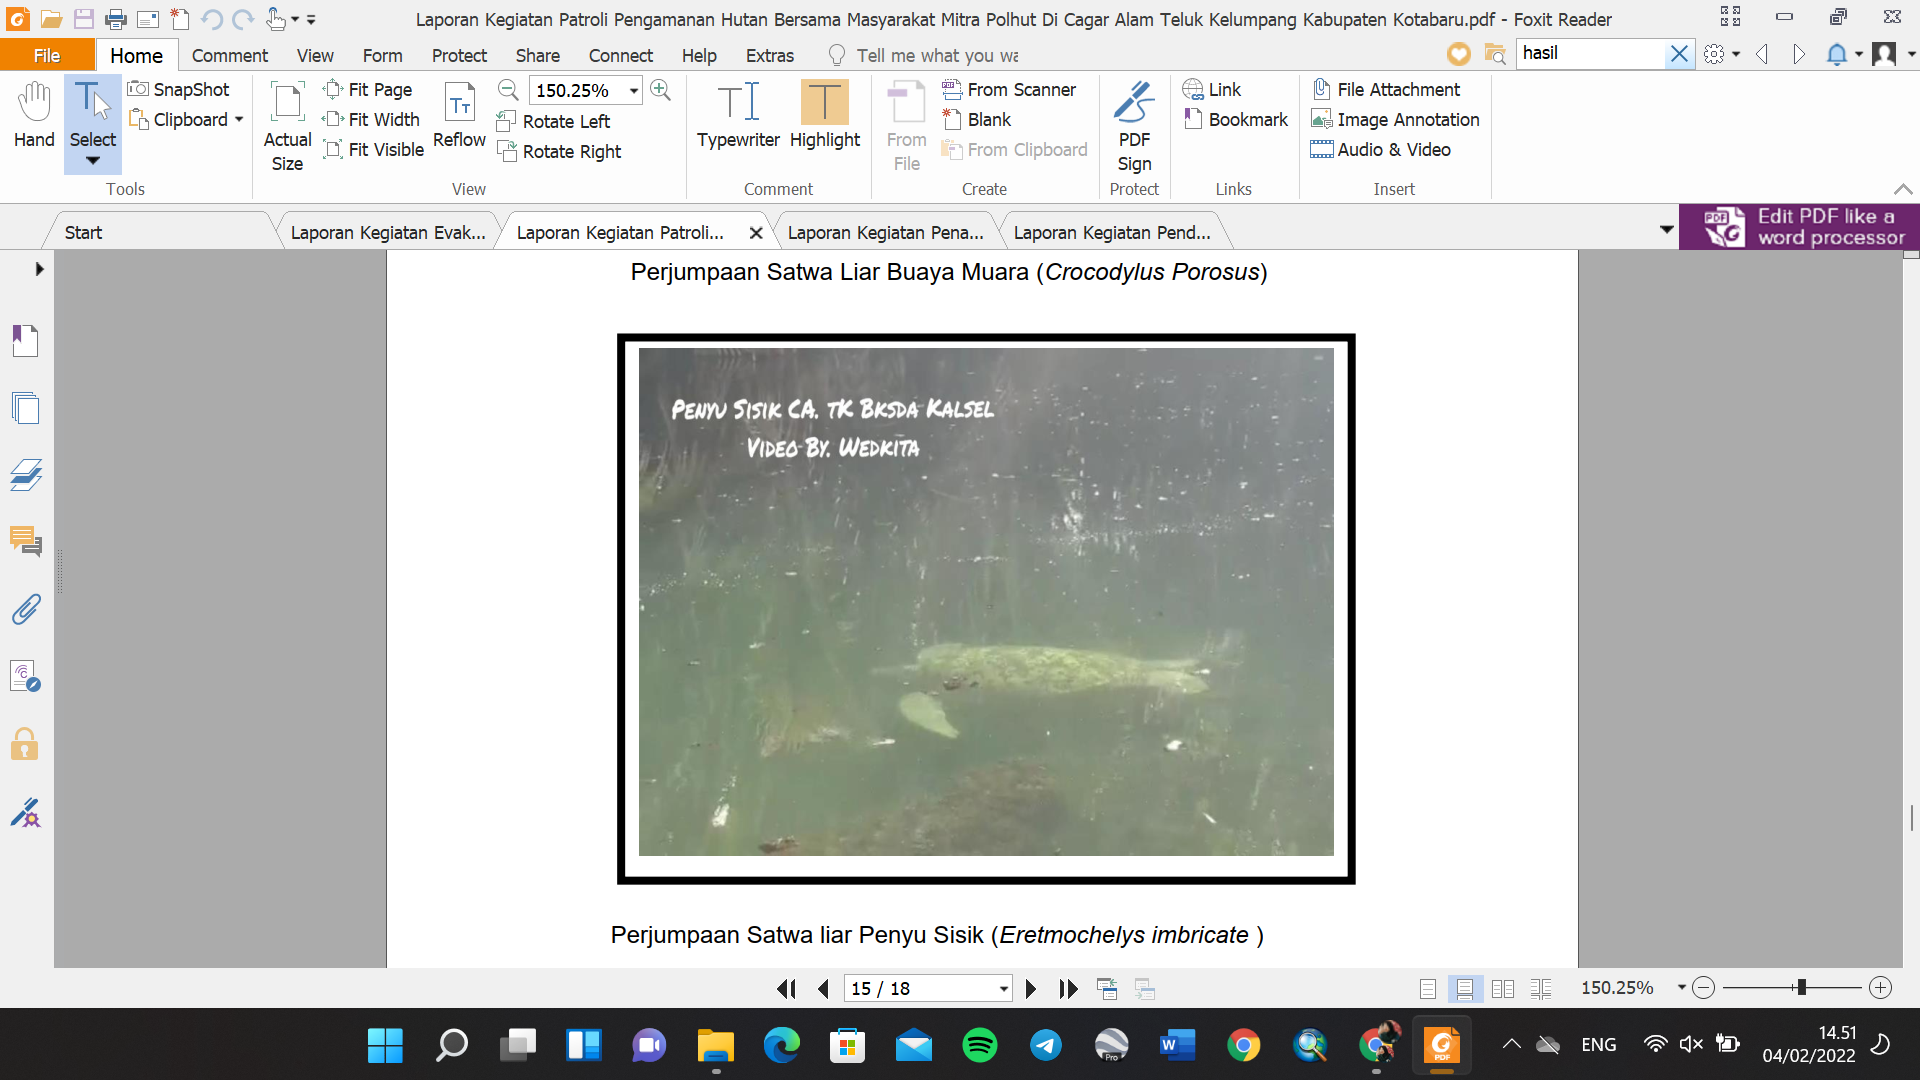 Laporan Kegiatan Patroli Pengamanan Hutan Bersama Masyarakat Mitra Polhut Di Cagar Alam Teluk Kelumpang Kabupaten Kotabaru.pdf - Foxit Reader
File Home Comment View Form Protect Share Connect Help Extras Tell me what you wa hasil
Hand
Select
SnapShot
Clipboard
Tools
Actual Size
Fit Page
Fit Width
Fit Visible
Reflow
150.25%
Rotate Left
Rotate Right
View
Typewriter
Highlight
Comment
From File
From Scanner
Blank
From Clipboard
Create
PDF Sign
Protect
Link
Bookmark
Links
File Attachment
Image Annotation
Audio & Video
Insert
Start
Laporan Kegiatan Evak...
Laporan Kegiatan Patroli...
Laporan Kegiatan Pena...
Laporan Kegiatan Pend...
Edit PDF like a
word processor
Perjumpaan Satwa Liar Buaya Muara (Crocodylus Porosus)
Penyu Sisik CA. TK Bksda Kalsel
Video By. Wedkita
Perjumpaan Satwa liar Penyu Sisik (Eretmochelys imbricate )
15 / 18
150.25%
ENG
14.51
04/02/2022